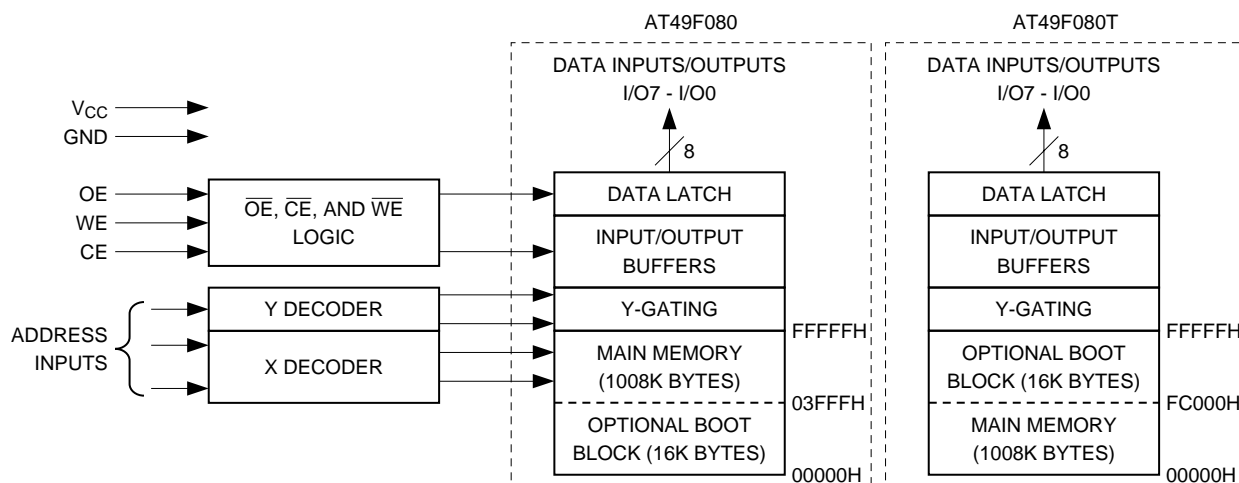 AT49F080
AT49F080T
DATA INPUTS/OUTPUTS
I/O7 - I/O0
8
DATA INPUTS/OUTPUTS
I/O7 - I/O0
8
VCC
GND
OE
WE
CE
O̅E̅, C̅E̅, AND W̅E̅
LOGIC
ADDRESS
INPUTS
Y DECODER
X DECODER
DATA LATCH
INPUT/OUTPUT
BUFFERS
Y-GATING
MAIN MEMORY
(1008K BYTES)
OPTIONAL BOOT
BLOCK (16K BYTES)
FFFFFH
03FFFH
00000H
DATA LATCH
INPUT/OUTPUT
BUFFERS
Y-GATING
OPTIONAL BOOT
BLOCK (16K BYTES)
MAIN MEMORY
(1008K BYTES)
FFFFFH
FC000H
00000H